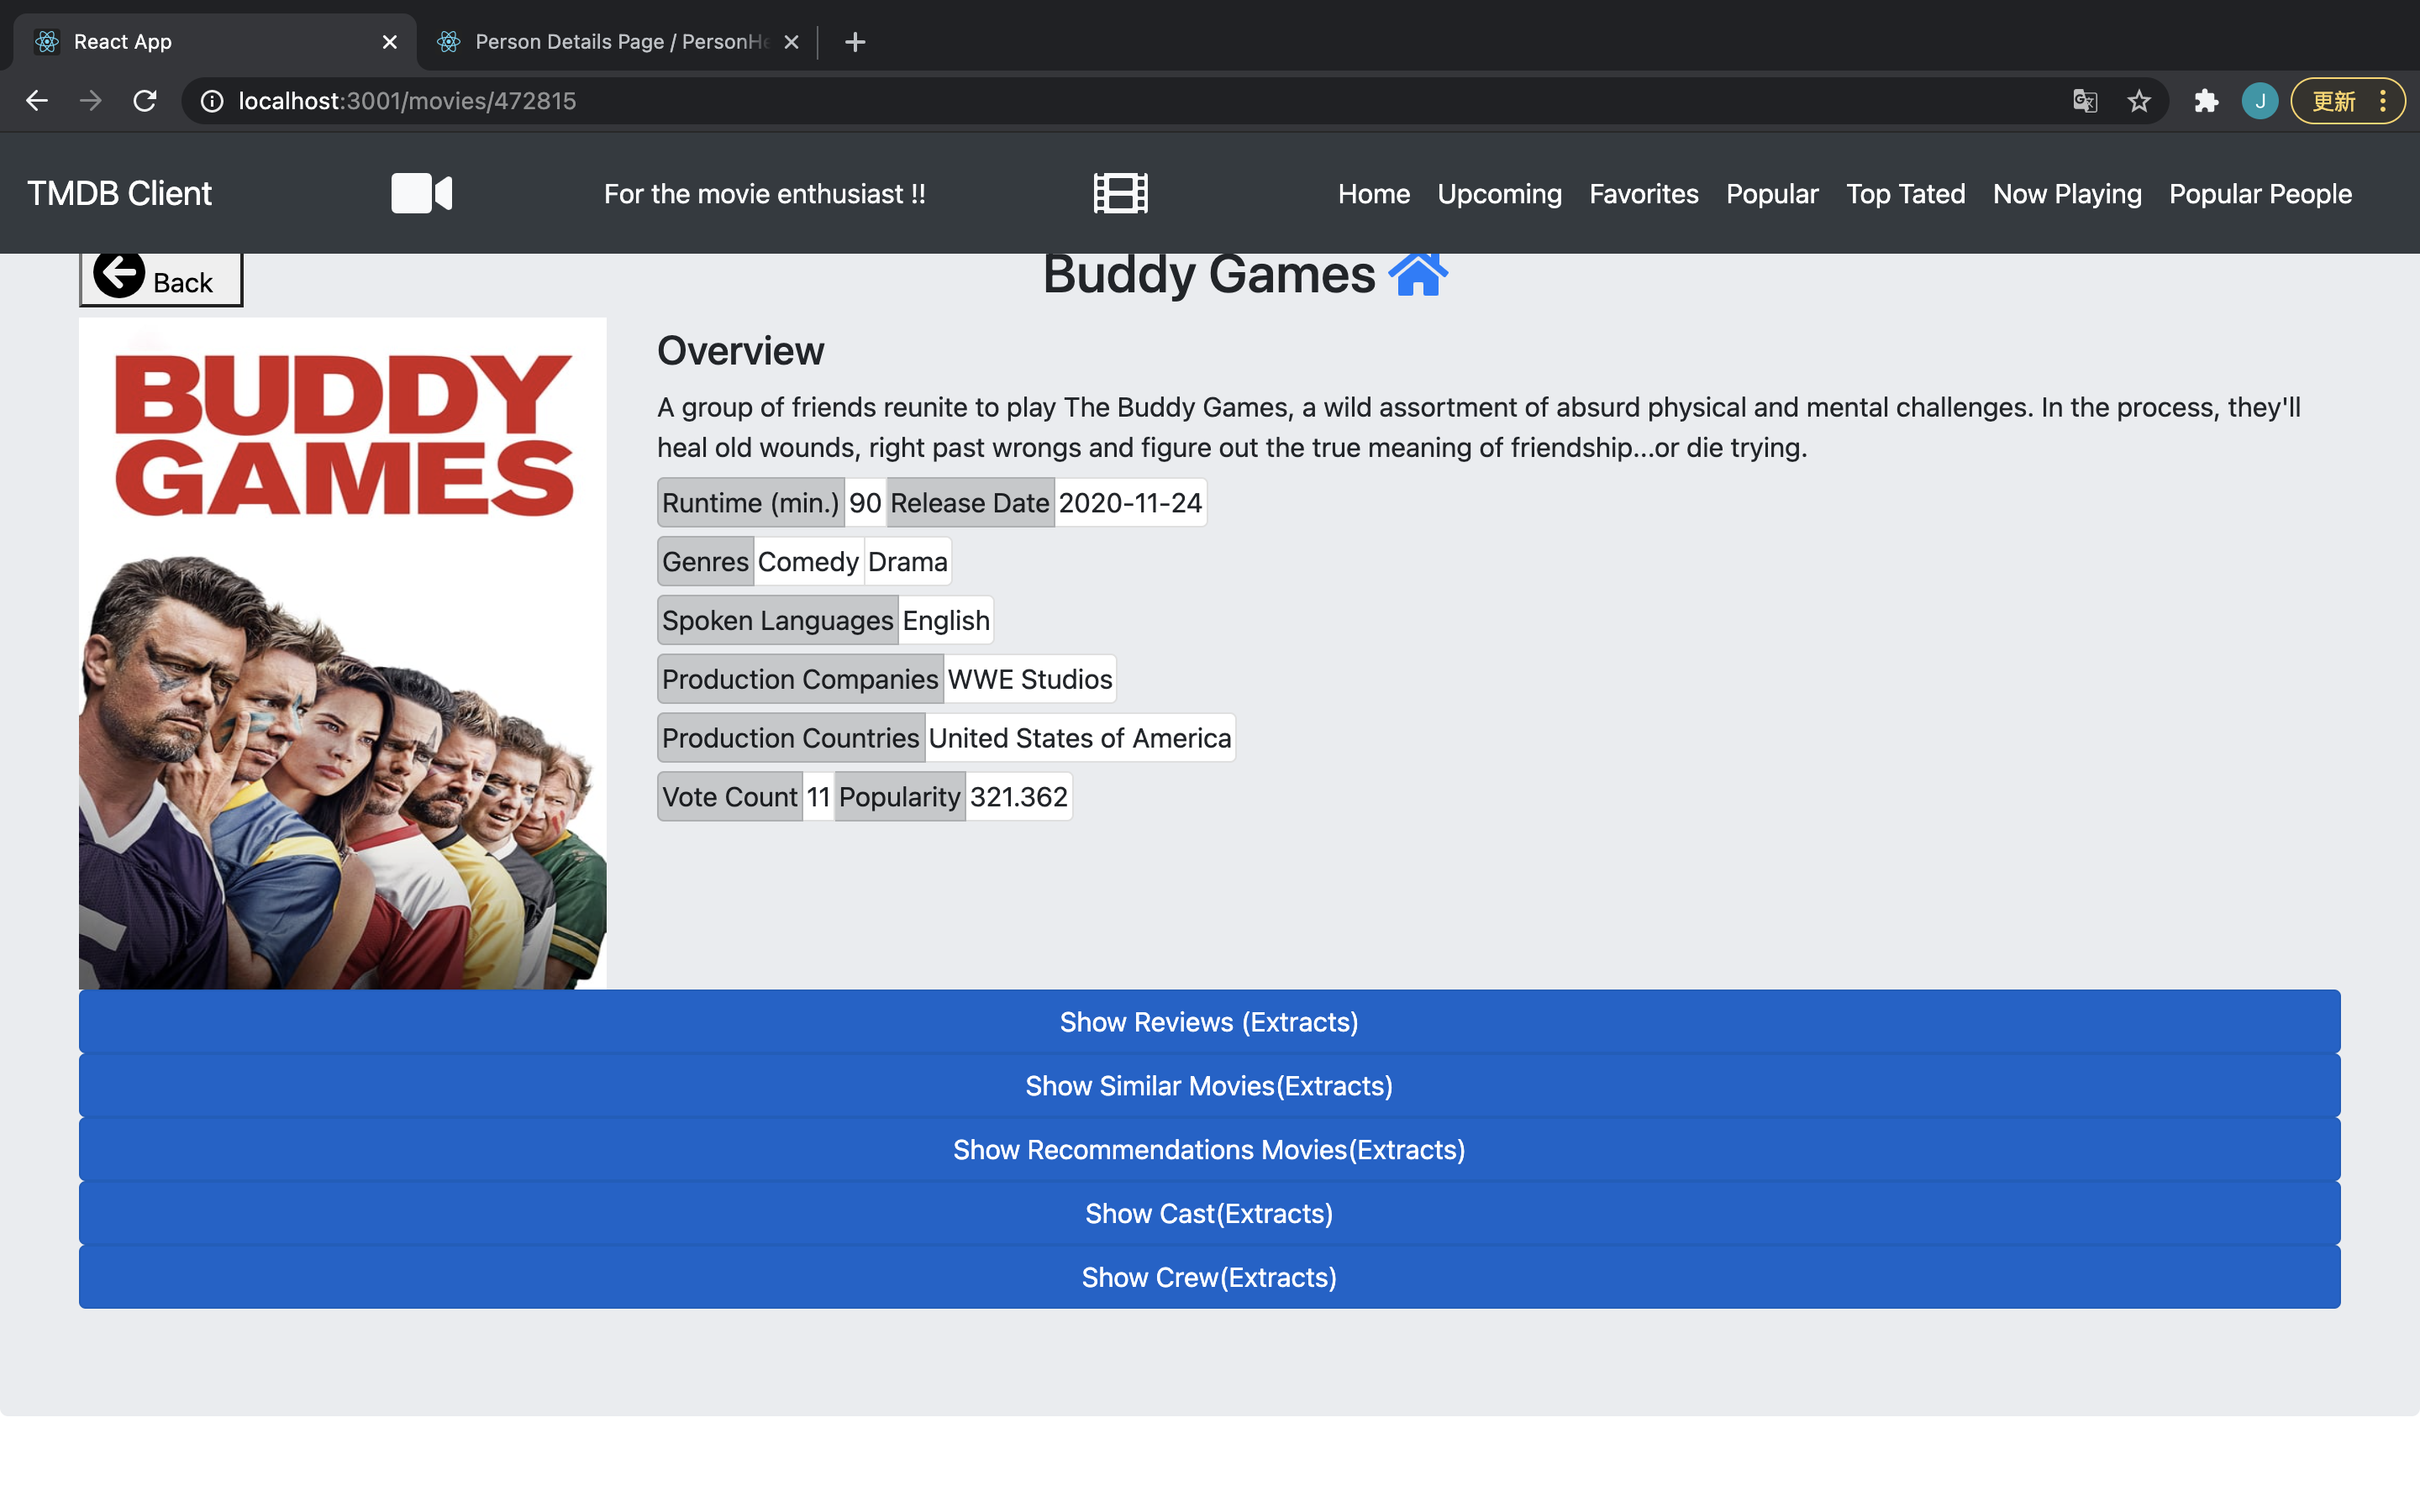 React App
Person Details Page / PersonHe
localhost:3001/movies/472815
J
更新
TMDB Client
For the movie enthusiast !!
Home Upcoming Favorites Popular Top Tated Now Playing Popular People
Back
Buddy Games
BUDDY
GAMES
Overview
A group of friends reunite to play The Buddy Games, a wild assortment of absurd physical and mental challenges. In the process, they'll
heal old wounds, right past wrongs and figure out the true meaning of friendship...or die trying.
Runtime (min.) 90 Release Date 2020-11-24
Genres Comedy Drama
Spoken Languages English
Production Companies WWE Studios
Production Countries United States of America
Vote Count 11 Popularity 321.362
Show Reviews (Extracts)
Show Similar Movies(Extracts)
Show Recommendations Movies(Extracts)
Show Cast(Extracts)
Show Crew(Extracts)